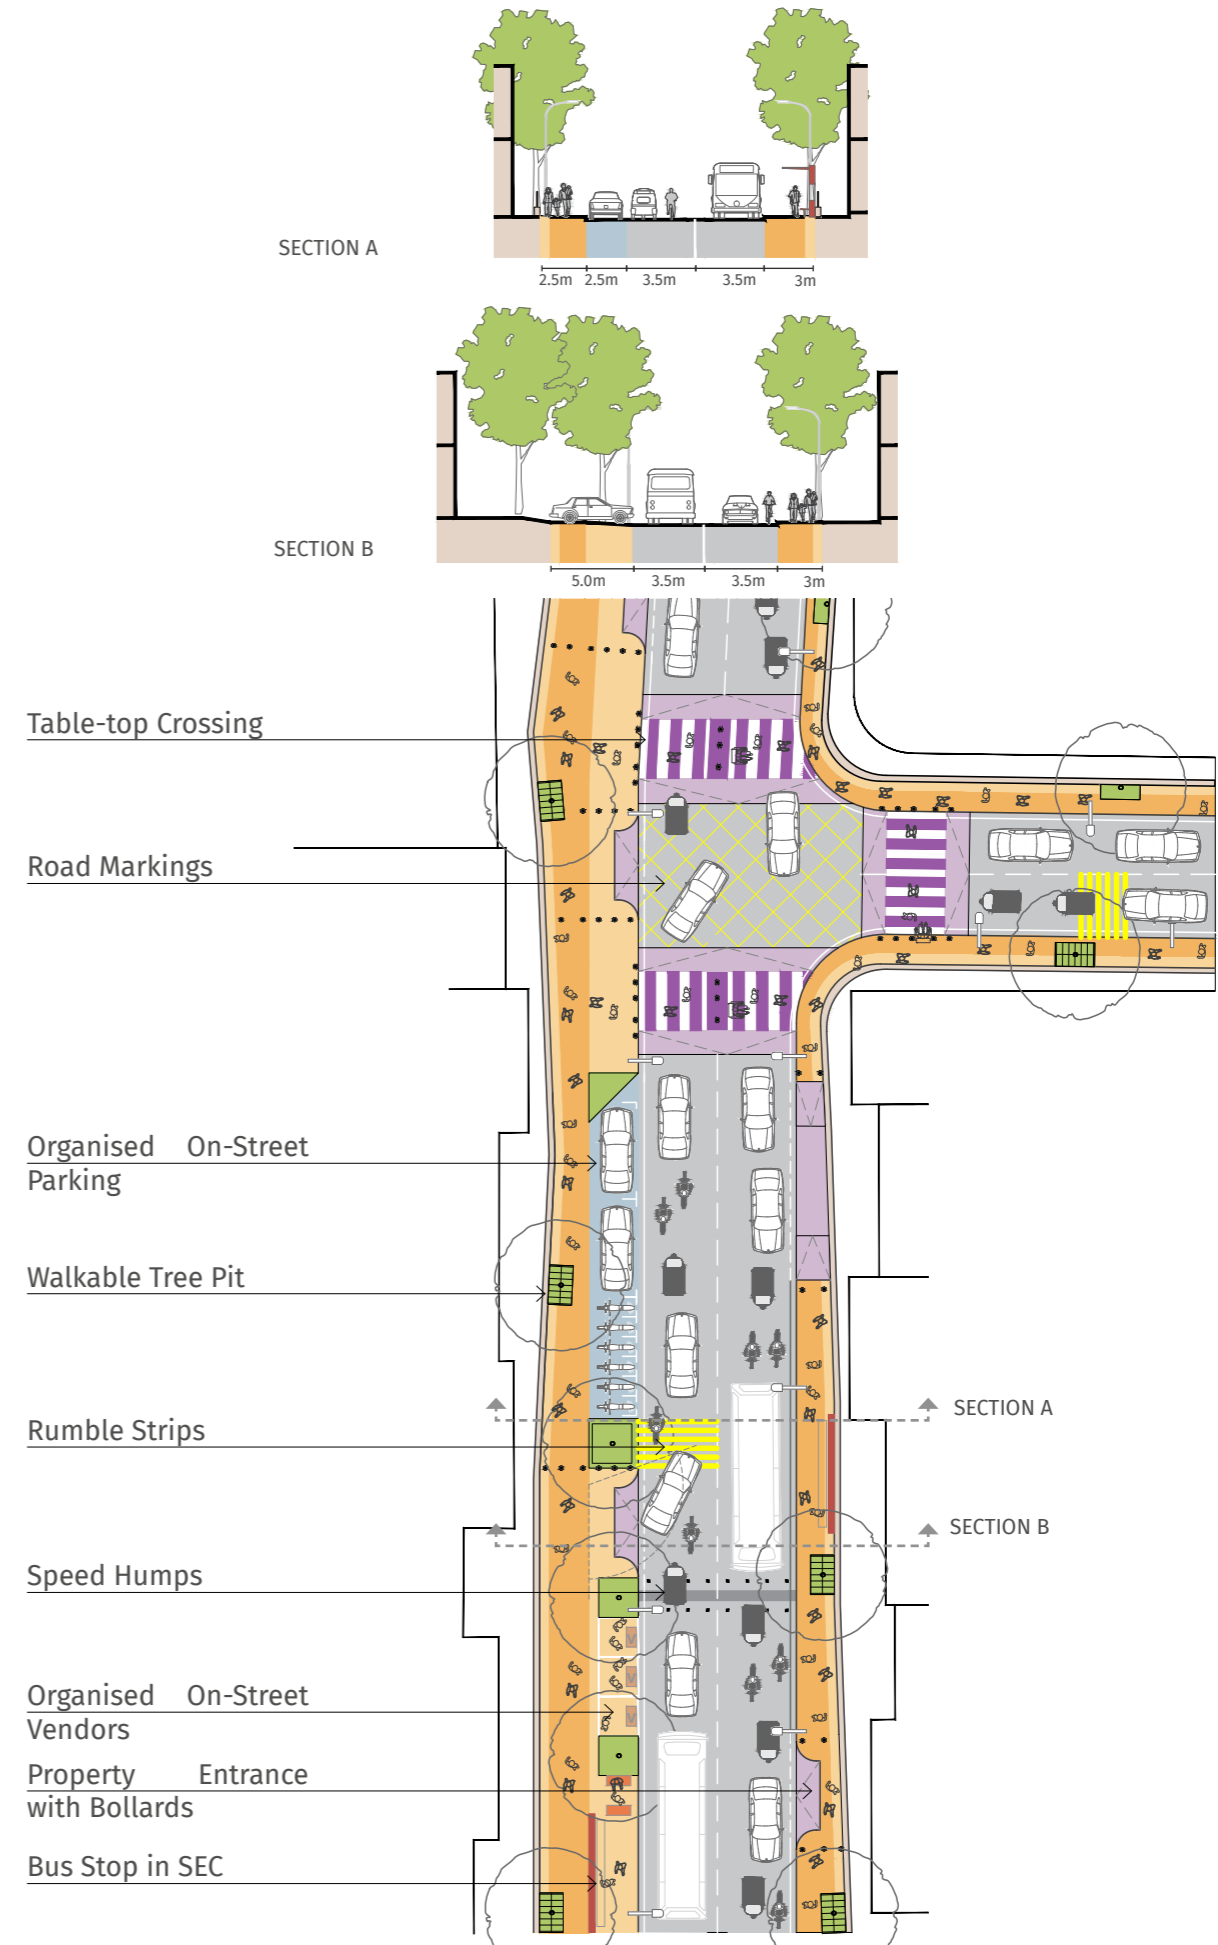 SECTION A
2.5m 2.5m 3.5m 3.5m 3m
SECTION B
5.0m 3.5m 3.5m 3m
Table-top Crossing
Road Markings
Organised On-Street
Parking
Walkable Tree Pit
SECTION A
Rumble Strips
SECTION B
Speed Humps
Organised On-Street
Vendors
Property Entrance
with Bollards
Bus Stop in SEC